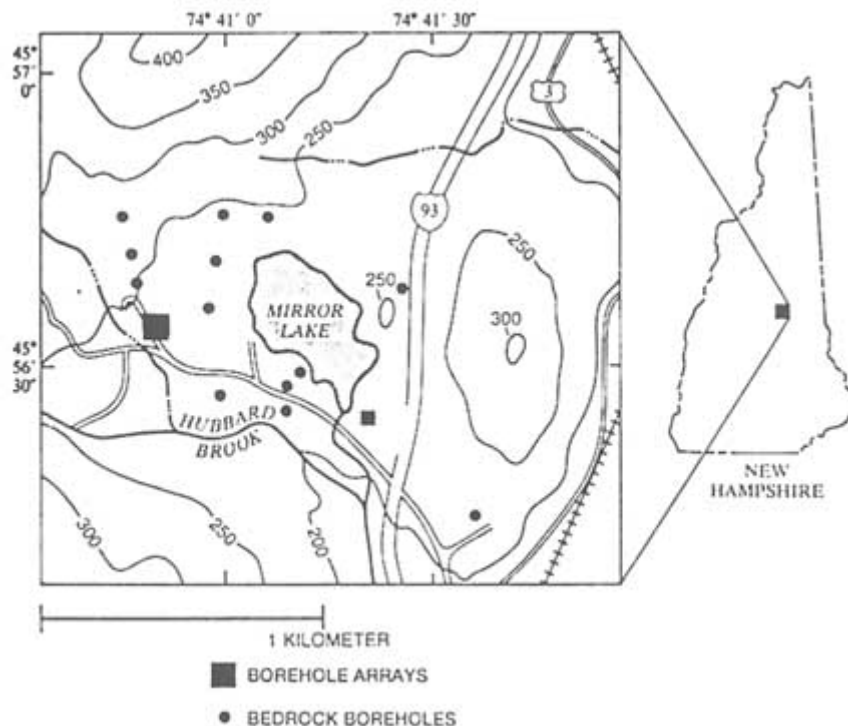 74° 41' 0" 74° 41' 30"
45°
57'
0"
400
350
300
250
3
93
250
250
300
MIRROR
LAKE
45°
56'
30"
HUBBARD
BROOK
300
250
200
NEW
HAMPSHIRE
1 KILOMETER
BOREHOLE ARRAYS
BEDROCK BOREHOLES